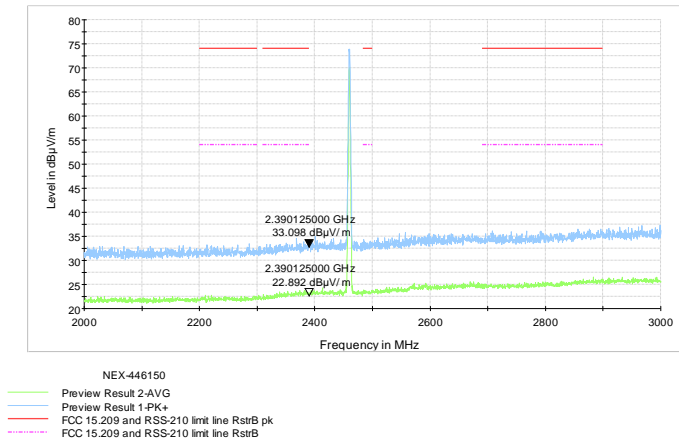 80
75
70
65
60
55
50
45
40
35
30
25
20
Level in dBµV/m
2.390125000 GHz
33.098 dBµV/m
2.390125000 GHz
22.892 dBµV/m
2000 2200 2400 2600 2800 3000
Frequency in MHz
NEX-446150
Preview Result 2-AVG
Preview Result 1-PK+
FCC 15.209 and RSS-210 limit line RstrB pk
FCC 15.209 and RSS-210 limit line RstrB